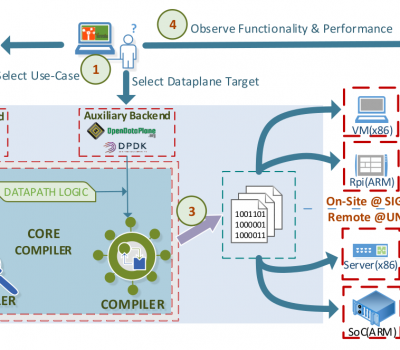 4 Observe Functionality & Performance
Select Use-Case
1
Select Dataplane Target
Auxiliary Backend
OpenDataPlane
DPDK
DATAPATH LOGIC
CORE
COMPILER
COMPILER
3
1001101
1000001
1000011
VM(x86)
Rpi(ARM)
On-Site @ SIG
Remote @UN
Server(x86)
SoC(ARM)